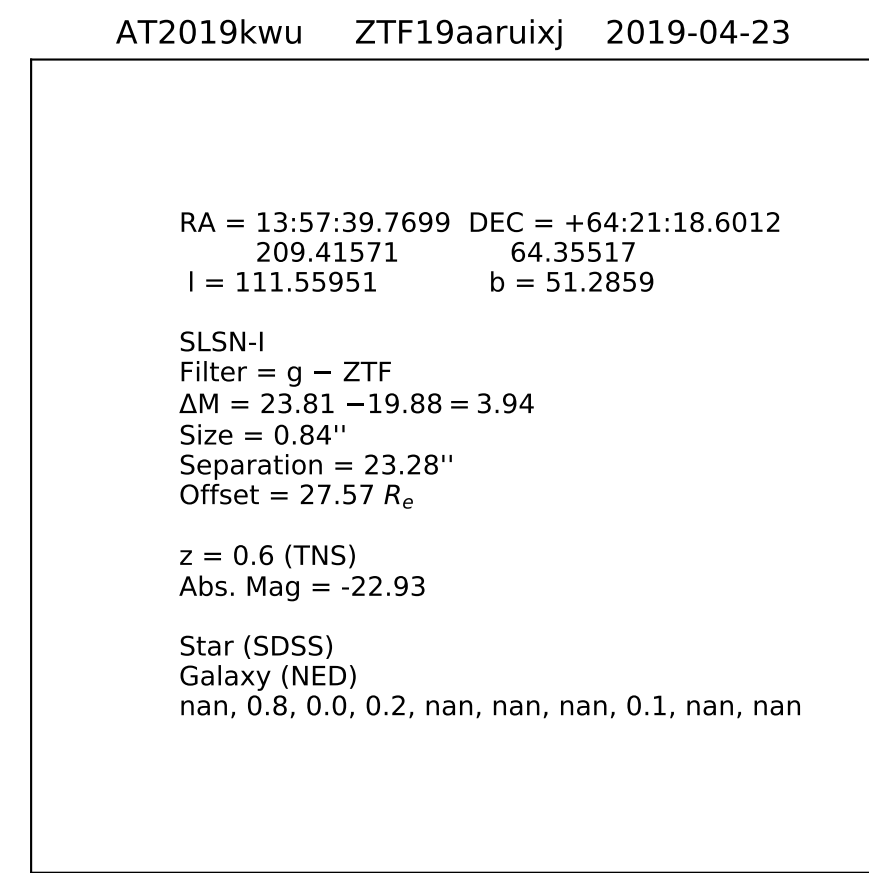 AT2019kwu ZTF19aaruixj 2019-04-23
RA = 13:57:39.7699 DEC = +64:21:18.6012
209.41571 64.35517
l = 111.55951 b = 51.2859
SLSN-I
Filter = g − ZTF
ΔM = 23.81 −19.88 = 3.94
Size = 0.84''
Separation = 23.28''
Offset = 27.57 Rₑ
z = 0.6 (TNS)
Abs. Mag = -22.93
Star (SDSS)
Galaxy (NED)
nan, 0.8, 0.0, 0.2, nan, nan, nan, 0.1, nan, nan